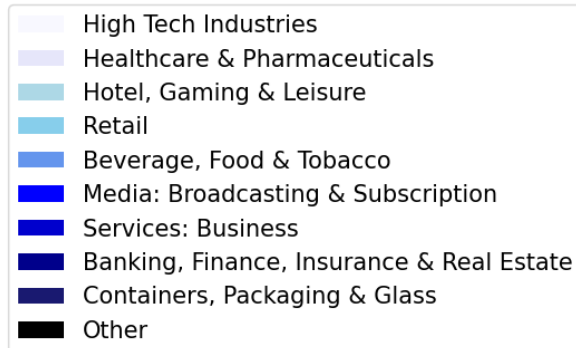 High Tech Industries
Healthcare & Pharmaceuticals
Hotel, Gaming & Leisure
Retail
Beverage, Food & Tobacco
Media: Broadcasting & Subscription
Services: Business
Banking, Finance, Insurance & Real Estate
Containers, Packaging & Glass
Other